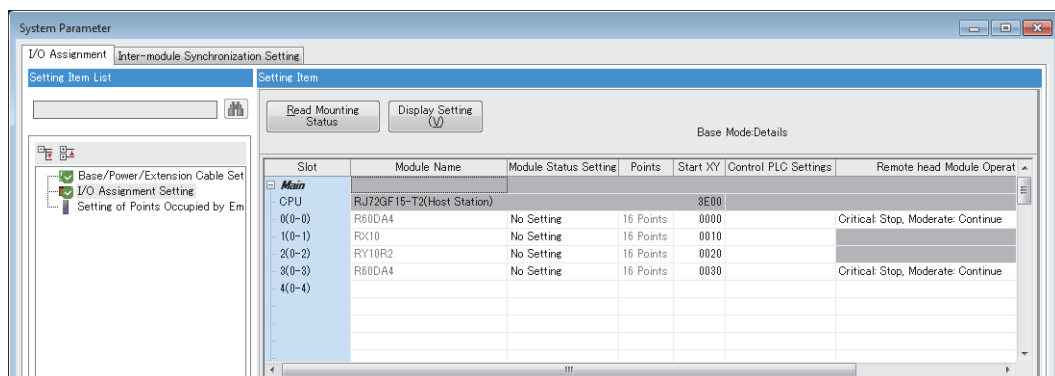 System Parameter
I/O Assignment Inter-module Synchronization Setting
Setting Item List Setting Item
Read Mounting Status Display Setting (V)
Base Mode:Details
Slot Module Name Module Status Setting Points Start XY Control PLC Settings Remote head Module Operat
Base/Power/Extension Cable Set
I/O Assignment Setting
Setting of Points Occupied by Em
Main
CPU RJ72GF15-T2(Host Station) 3E00
0(0-0) R60DA4 No Setting 16 Points 0000 Critical: Stop, Moderate: Continue
1(0-1) RX10 No Setting 16 Points 0010
2(0-2) RY10R2 No Setting 16 Points 0020
3(0-3) R60DA4 No Setting 16 Points 0030 Critical: Stop, Moderate: Continue
4(0-4)